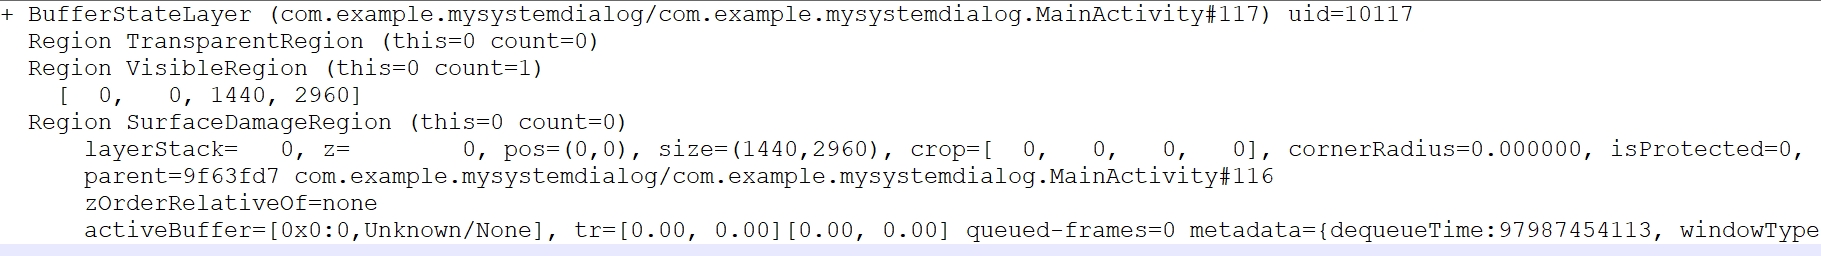 + BufferStateLayer (com.example.mysystemdialog/com.example.mysystemdialog.MainActivity#117) uid=10117
  Region TransparentRegion (this=0 count=0)
  Region VisibleRegion (this=0 count=1)
    [  0,   0, 1440, 2960]
  Region SurfaceDamageRegion (this=0 count=0)
      layerStack=   0, z=        0, pos=(0,0), size=(1440,2960), crop=[  0,   0,   0,   0], cornerRadius=0.000000, isProtected=0,
      parent=9f63fd7 com.example.mysystemdialog/com.example.mysystemdialog.MainActivity#116
      zOrderRelativeOf=none
      activeBuffer=[0x0:0,Unknown/None], tr=[0.00, 0.00][0.00, 0.00] queued-frames=0 metadata={dequeueTime:97987454113, windowType